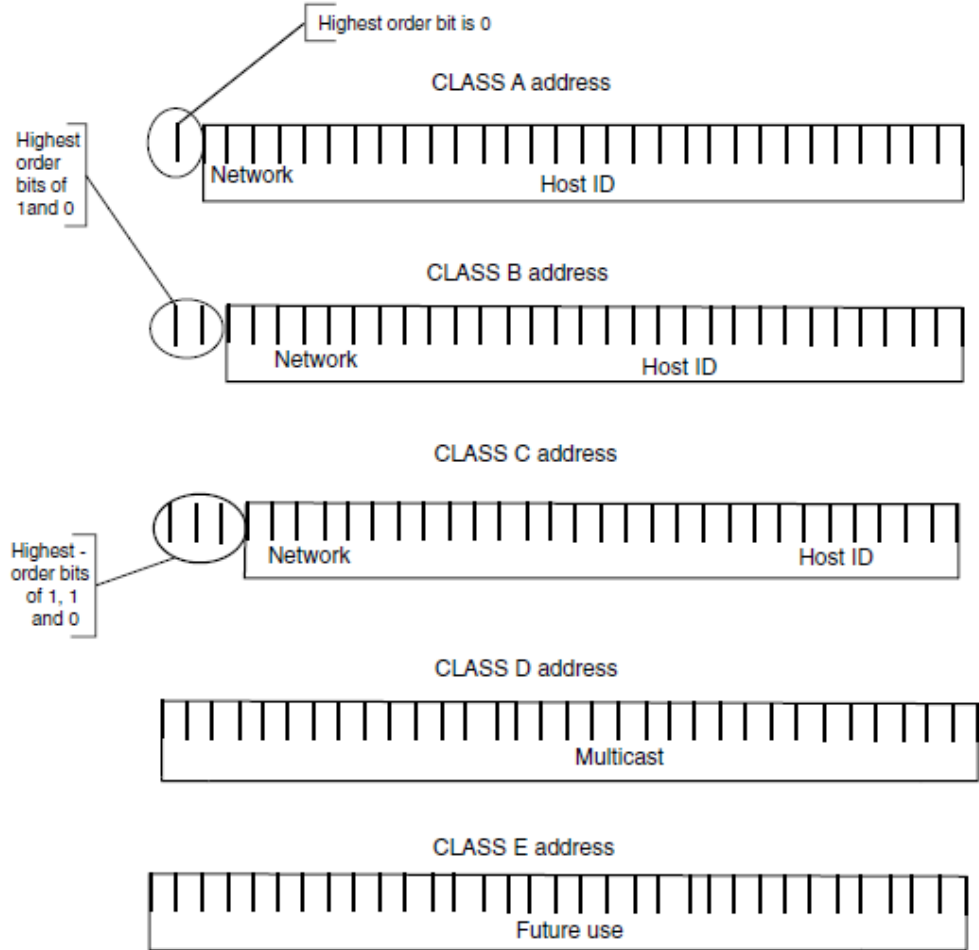 Highest order bit is 0
CLASS A address
Highest
order
bits of
1and 0
Network
Host ID
CLASS B address
Network
Host ID
CLASS C address
Highest -
order bits
of 1, 1
and 0
Network
Host ID
CLASS D address
Multicast
CLASS E address
Future use